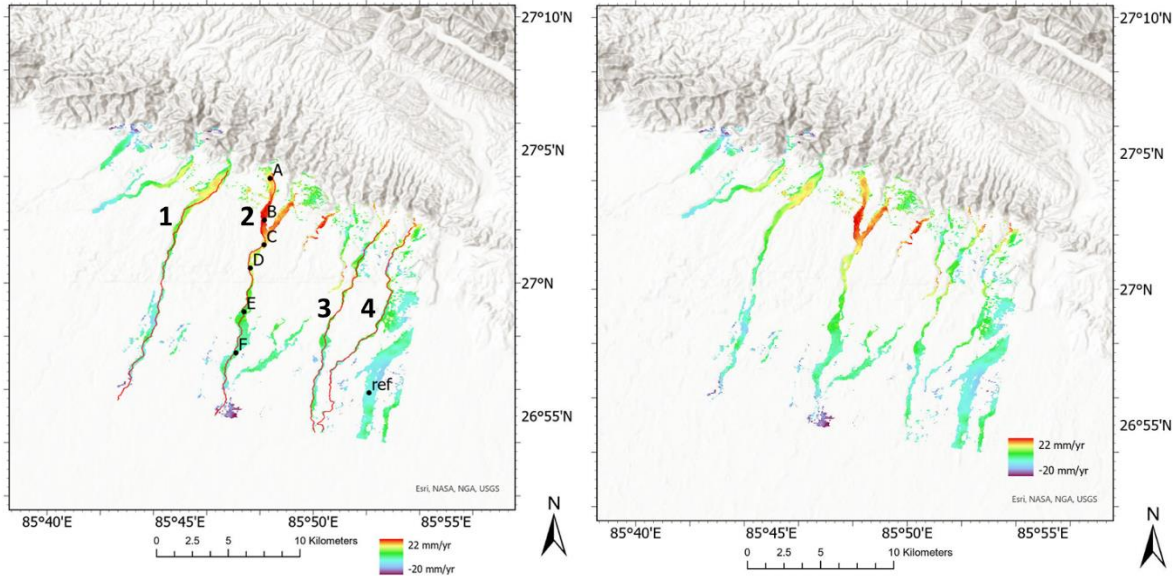 27°10'N
27°5'N
27°0'N
26°55'N
85°40'E
85°45'E
85°50'E
85°55'E
1
2
3
4
A
B
C
D
E
F
ref
Esri, NASA, NGA, USGS
0 2.5 5 10 Kilometers
22 mm/yr
-20 mm/yr
N
27°10'N
27°5'N
27°0'N
26°55'N
85°40'E
85°45'E
85°50'E
85°55'E
22 mm/yr
-20 mm/yr
Esri, NASA, NGA, USGS
0 2.5 5 10 Kilometers
N